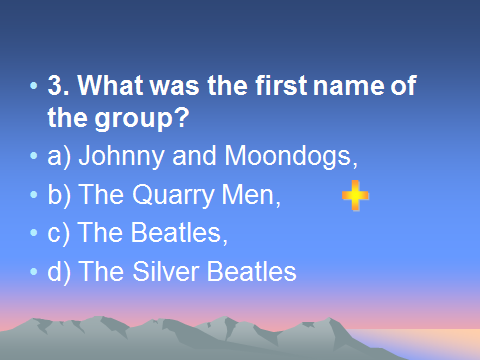 • 3. What was the first name of
the group?
• a) Johnny and Moondogs,
• b) The Quarry Men,
• c) The Beatles,
• d) The Silver Beatles